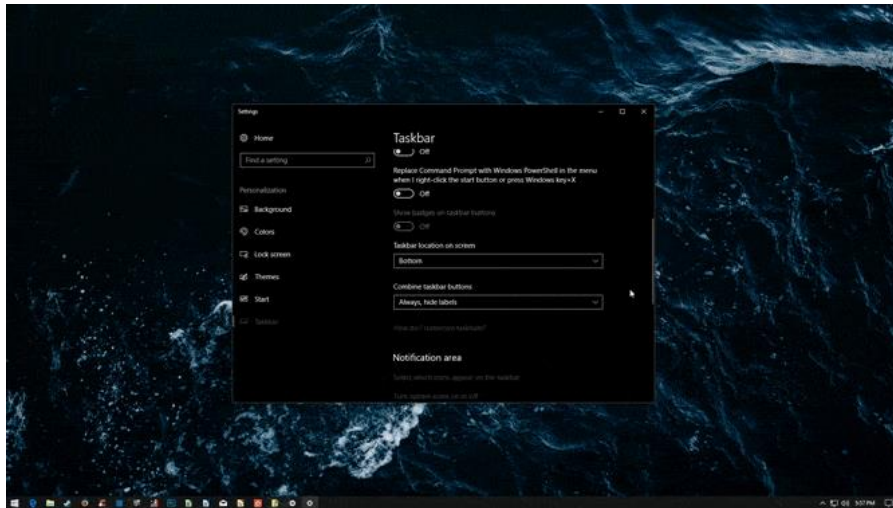 Settings
Home
Taskbar
Off
Find a setting
Replace Command Prompt with Windows PowerShell in the menu
when I right-click the start button or press Windows key+X
Off
Personalization
Background
Show badges on taskbar buttons
Off
Colors
Taskbar location on screen
Lock screen
Bottom
Themes
Combine taskbar buttons
Start
Always, hide labels
Taskbar
How do I customize taskbars?
Notification area
Select which icons appear on the taskbar
Turn system icons on or off
5:57 PM